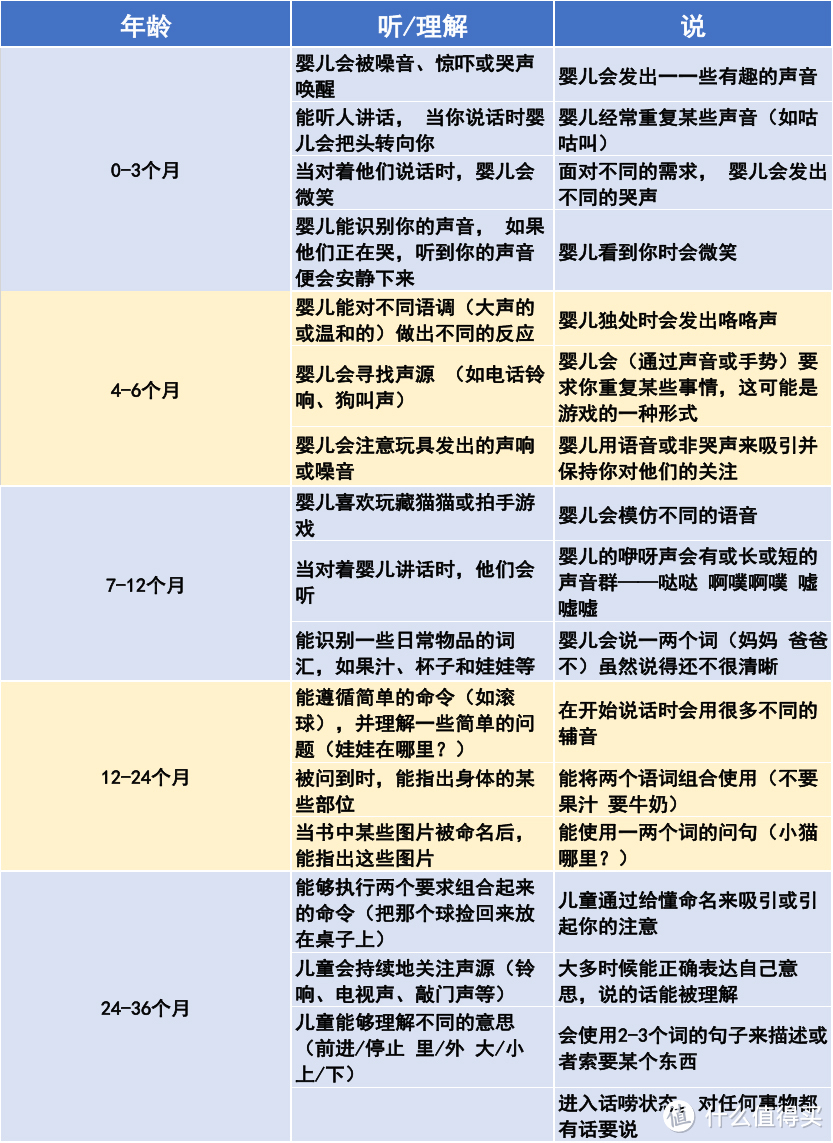 年龄
听/理解
说
0-3个月
婴儿会被噪音、惊吓或哭声
唤醒
婴儿会发出一一些有趣的声音
能听人讲话， 当你说话时婴
儿会把头转向你
婴儿经常重复某些声音（如咕
咕叫）
当对着他们说话时，婴儿会
微笑
面对不同的需求， 婴儿会发出
不同的哭声
婴儿能识别你的声音， 如果
他们正在哭，听到你的声音
便会安静下来
婴儿看到你时会微笑
4-6个月
婴儿能对不同语调（大声的
或温和的）做出不同的反应
婴儿独处时会发出咯咯声
婴儿会寻找声源 （如电话铃
响、狗叫声）
婴儿会（通过声音或手势）要
求你重复某些事情，这可能是
游戏的一种形式
婴儿会注意玩具发出的声响
或噪音
婴儿用语音或非哭声来吸引并
保持你对他们的关注
7-12个月
婴儿喜欢玩藏猫猫或拍手游
戏
婴儿会模仿不同的语音
当对着婴儿讲话时，他们会
听
婴儿的咿呀声会有或长或短的
声音群——哒哒 啊噗啊噗 嘘
嘘嘘嘘
能识别一些日常物品的词
汇，如果汁、杯子和娃娃等
婴儿会说一两个词（妈妈 爸爸
不）虽然说得还不很清晰
12-24个月
能遵循简单的命令（如滚
球），并理解一些简单的问
题（娃娃在哪里？）
在开始说话时会用很多不同的
辅音
被问到时，能指出身体的某
些部位
能将两个语词组合使用（不要
果汁 要牛奶）
当书中某些图片被命名后，
能指出这些图片
能使用一两个词的问句（小猫
哪里？）
24-36个月
能够执行两个要求组合起来
的命令（把那个球捡回来放
在桌子上）
儿童通过给懂命名来吸引或引
起你的注意
儿童会持续地关注声源（铃
响、电视声、敲门声等）
大多时候能正确表达自己意
思，说的话能被理解
儿童能够理解不同的意思
（前进/停止 里/外 大/小
上/下）
会使用2-3个词的句子来描述或
者索要某个东西
进入话唠状态，对任何事物都
有话要说
值 什么值得买